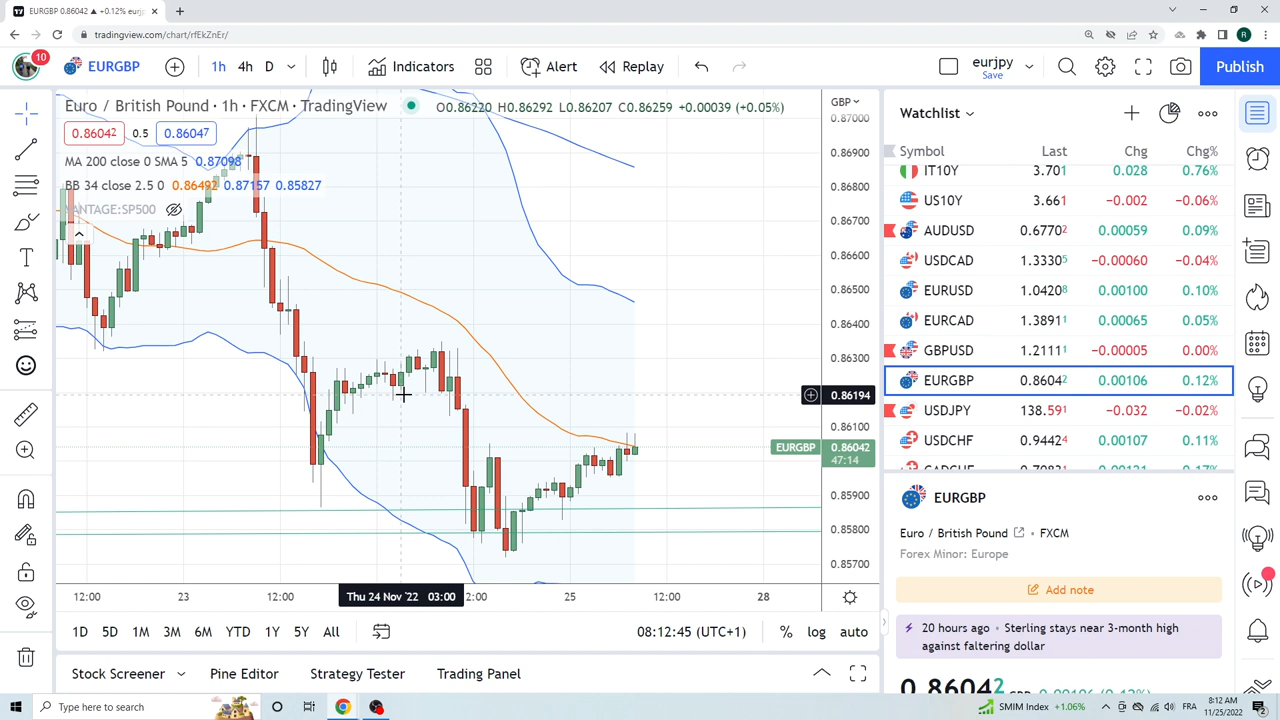 EURGBP 0.86042 ▲ +0.12% eurjpy
tradingview.com/chart/rfEkZnEr/
10
EURGBP
1h 4h D
Indicators
Alert
Replay
eurjpy
Save
Publish
Euro / British Pound · 1h · FXCM · TradingView
O0.86220 H0.86292 L0.86207 C0.86259 +0.00039 (+0.05%)
0.86042 0.5 0.86047
MA 200 close 0 SMA 5 0.87098
BB 34 close 2.5 0 0.86492 0.87157 0.85827
VANTAGE:SP500
GBP
0.87000
0.86900
0.86800
0.86700
0.86600
0.86500
0.86400
0.86300
0.86194
0.86100
EURGBP 0.86042
47:14
0.85900
0.85800
0.85700
12:00 23 12:00 Thu 24 Nov '22 03:00 2:00 25 12:00 28
1D 5D 1M 3M 6M YTD 1Y 5Y All
08:12:45 (UTC+1) % log auto
Stock Screener Pine Editor Strategy Tester Trading Panel
Watchlist
Symbol Last Chg Chg%
IT10Y 3.701 0.028 0.76%
US10Y 3.661 −0.002 −0.06%
AUDUSD 0.67702 0.00059 0.09%
USDCAD 1.33305 −0.00060 −0.04%
EURUSD 1.04208 0.00100 0.10%
EURCAD 1.38911 0.00065 0.05%
GBPUSD 1.21111 −0.00005 0.00%
EURGBP 0.86042 0.00106 0.12%
USDJPY 138.591 −0.032 −0.02%
USDCHF 0.94424 0.00107 0.11%
EURGBP
Euro / British Pound • FXCM
Forex Minor: Europe
Add note
20 hours ago • Sterling stays near 3-month high
against faltering dollar
0.86042 GBP 0.00106 (0.12%)
Type here to search
SMIM Index +1.06%
FRA
8:12 AM
11/25/2022
2